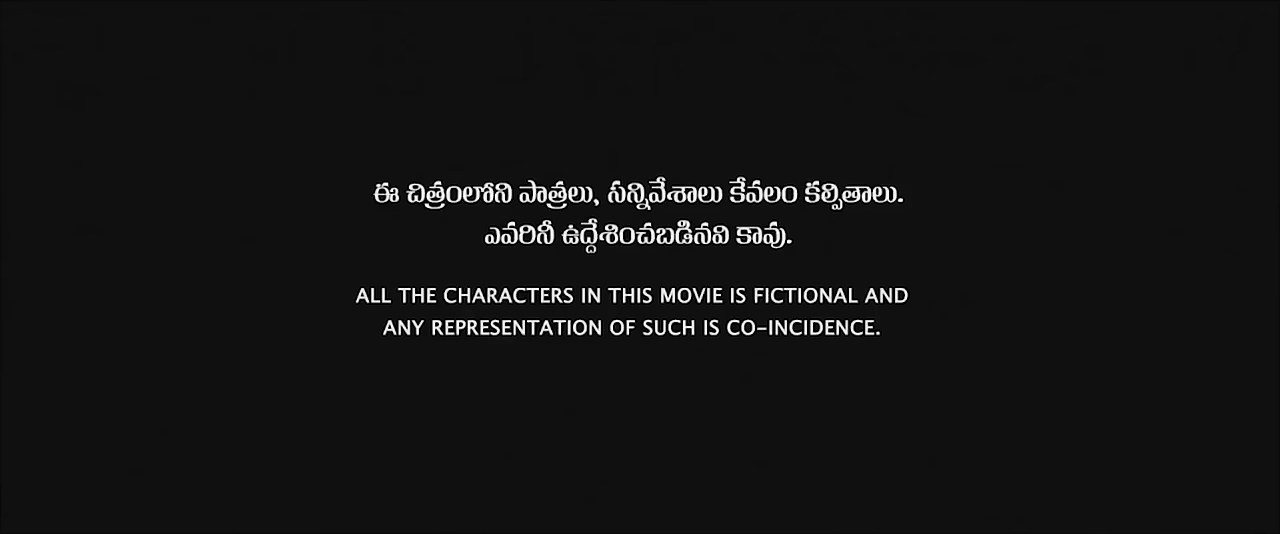 ఈ చిత్రంలోని పాత్రలు, సన్నివేశాలు కేవలం కల్పితాలు.
ఎవరినీ ఉద్దేశించబడినవి కావు.
ALL THE CHARACTERS IN THIS MOVIE IS FICTIONAL AND
ANY REPRESENTATION OF SUCH IS CO-INCIDENCE.